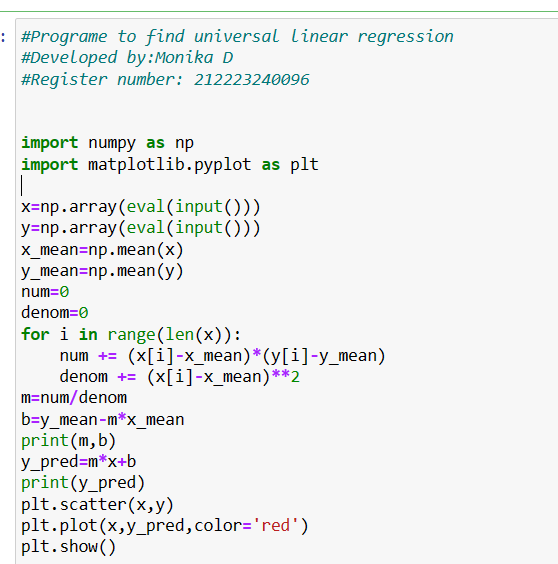 :
#Programe to find universal linear regression
#Developed by:Monika D
#Register number: 212223240096
import numpy as np
import matplotlib.pyplot as plt
x=np.array(eval(input()))
y=np.array(eval(input()))
x_mean=np.mean(x)
y_mean=np.mean(y)
num=0
denom=0
for i in range(len(x)):
    num += (x[i]-x_mean)*(y[i]-y_mean)
    denom += (x[i]-x_mean)**2
m=num/denom
b=y_mean-m*x_mean
print(m,b)
y_pred=m*x+b
print(y_pred)
plt.scatter(x,y)
plt.plot(x,y_pred,color='red')
plt.show()